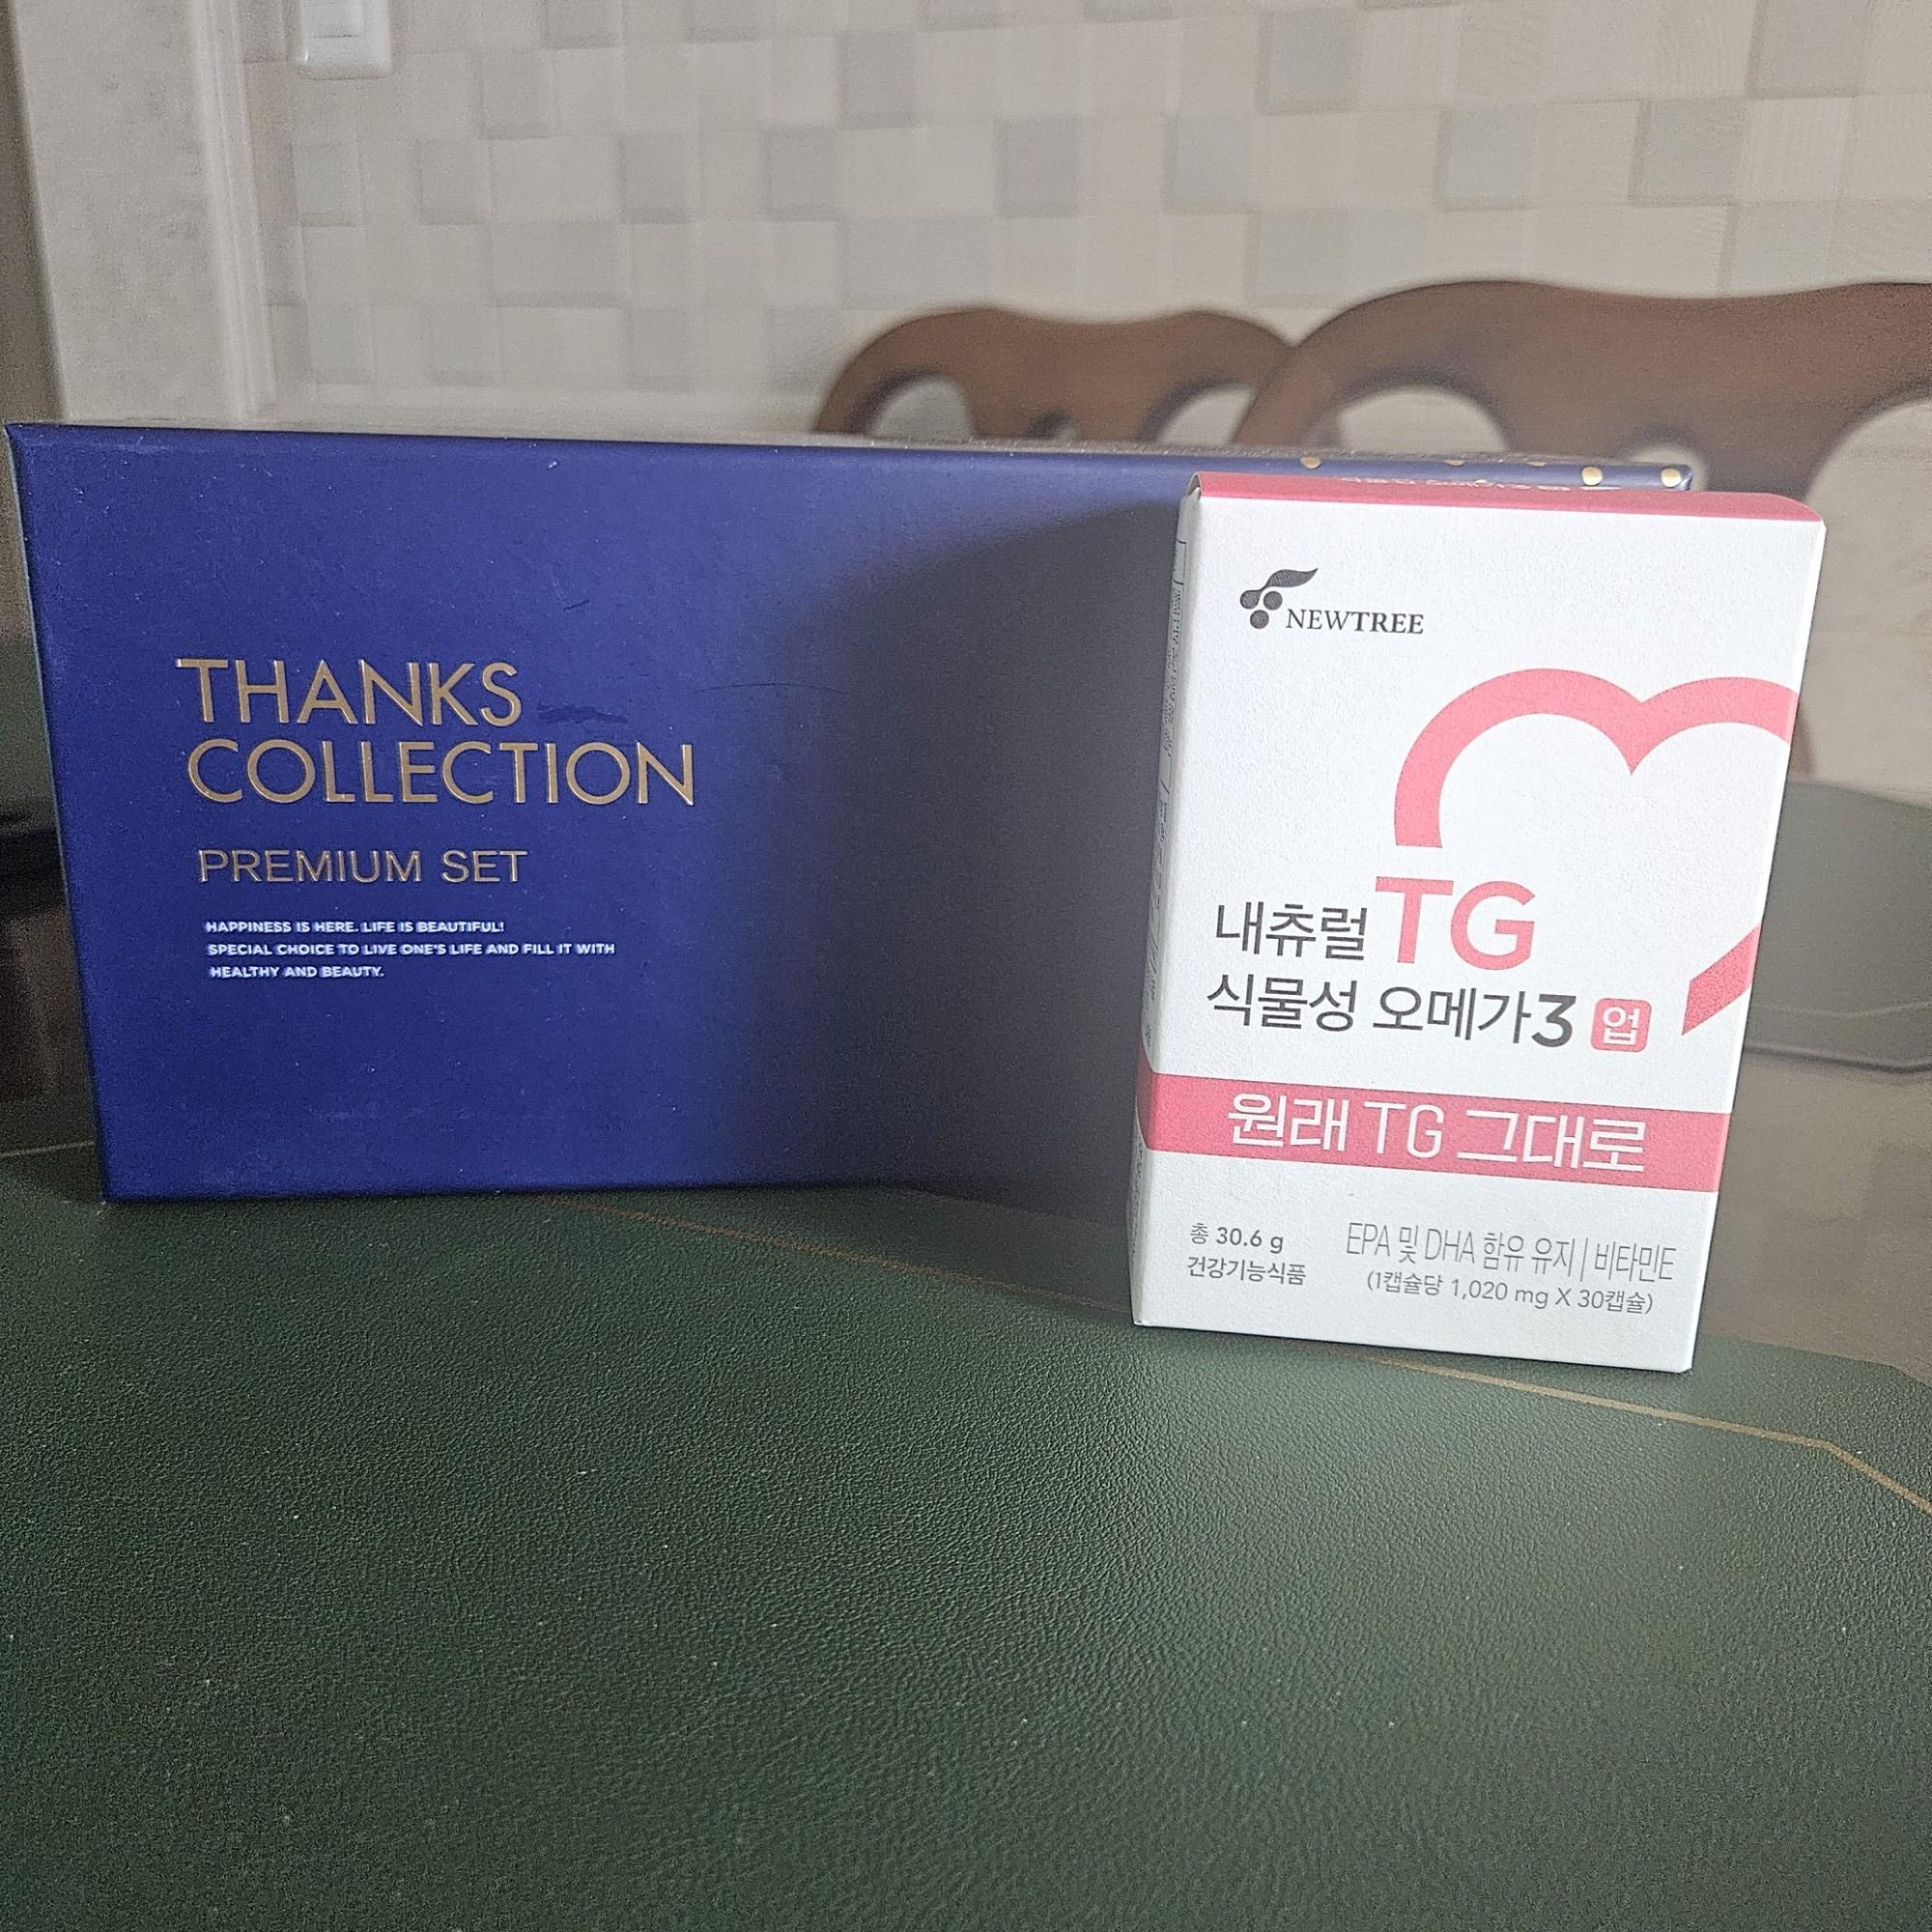 THANKS
COLLECTION
PREMIUM SET
HAPPINESS IS HERE. LIFE IS BEAUTIFUL!
SPECIAL CHOICE TO LIVE ONE'S LIFE AND FILL IT WITH
HEALTHY AND BEAUTY.
NEWTREE
내츄럴 TG
식물성 오메가3 업
원래 TG 그대로
총 30.6 g
건강기능식품
EPA 및 DHA 함유 유지 | 비타민E
(1캡슐당 1,020 mg X 30캡슐)